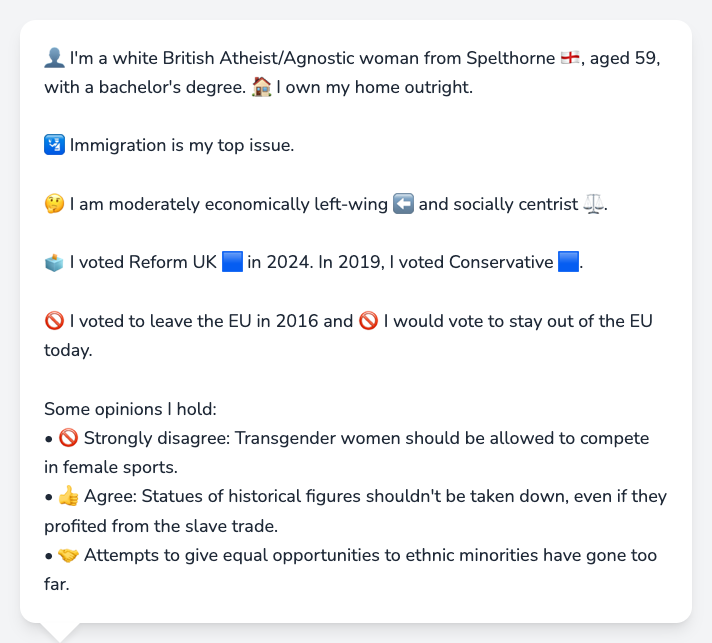 👤 I'm a white British Atheist/Agnostic woman from Spelthorne 🏴󠁧󠁢󠁥󠁮󠁧󠁿, aged 59,
with a bachelor's degree. 🏠 I own my home outright.
🛂 Immigration is my top issue.
🤔 I am moderately economically left-wing ⬅️ and socially centrist ⚖️.
🗳️ I voted Reform UK 🟦 in 2024. In 2019, I voted Conservative 🟦.
🚫 I voted to leave the EU in 2016 and 🚫 I would vote to stay out of the EU
today.
Some opinions I hold:
• 🚫 Strongly disagree: Transgender women should be allowed to compete
in female sports.
• 👍 Agree: Statues of historical figures shouldn't be taken down, even if they
profited from the slave trade.
• 🤝 Attempts to give equal opportunities to ethnic minorities have gone too
far.